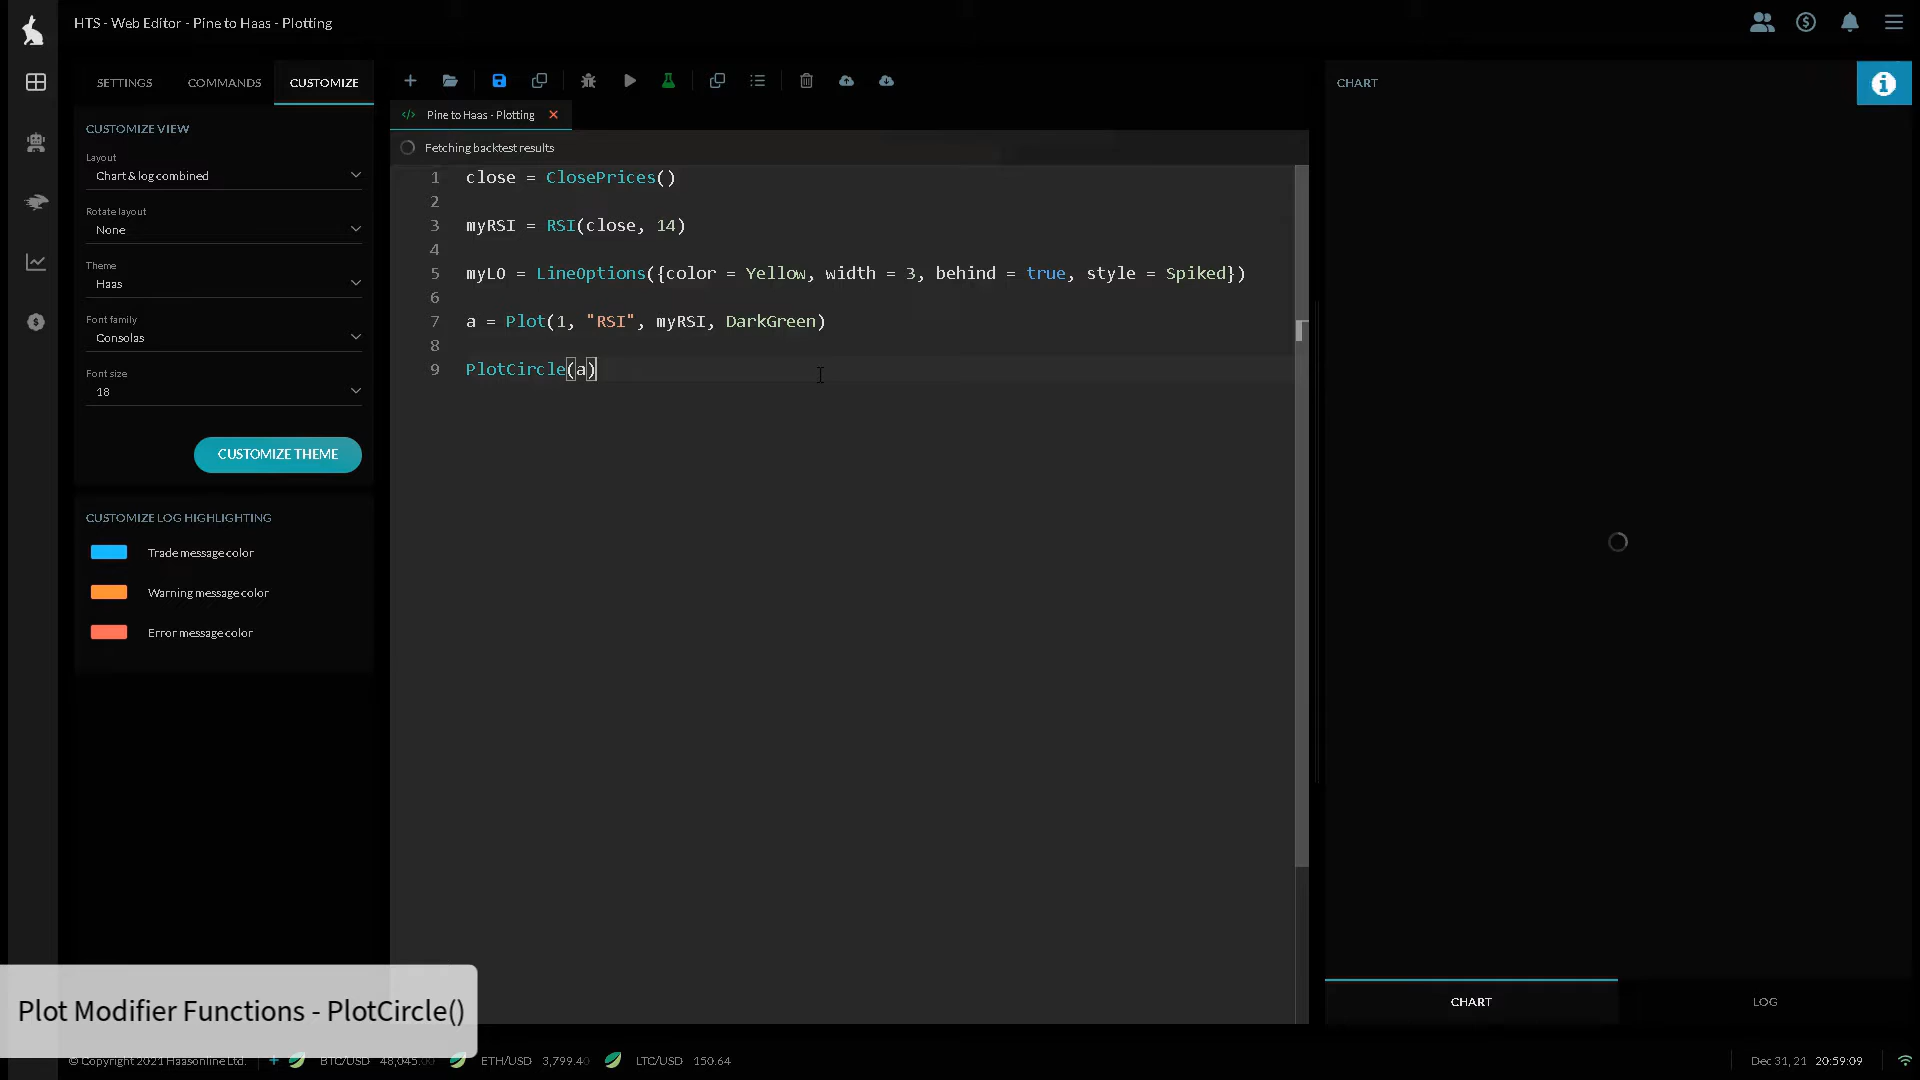 HTS - Web Editor - Pine to Haas - Plotting
SETTINGS
COMMANDS
CUSTOMIZE
CUSTOMIZE VIEW
Layout
Chart & log combined
Rotate layout
None
Theme
Haas
Font family
Consolas
Font size
18
CUSTOMIZE THEME
CUSTOMIZE LOG HIGHLIGHTING
Trade message color
Warning message color
Error message color
Pine to Haas - Plotting
Fetching backtest results
1 close = ClosePrices()
2
3 myRSI = RSI(close, 14)
4
5 myLO = LineOptions({color = Yellow, width = 3, behind = true, style = Spiked})
6
7 a = Plot(1, "RSI", myRSI, DarkGreen)
8
9 PlotCircle(a)
CHART
CHART
LOG
Plot Modifier Functions - PlotCircle()
© Copyright 2021 Haasonline Ltd.
BTC/USD 48,045.00
ETH/USD 3,799.40
LTC/USD 150.64
Dec 31, 21 20:59:09